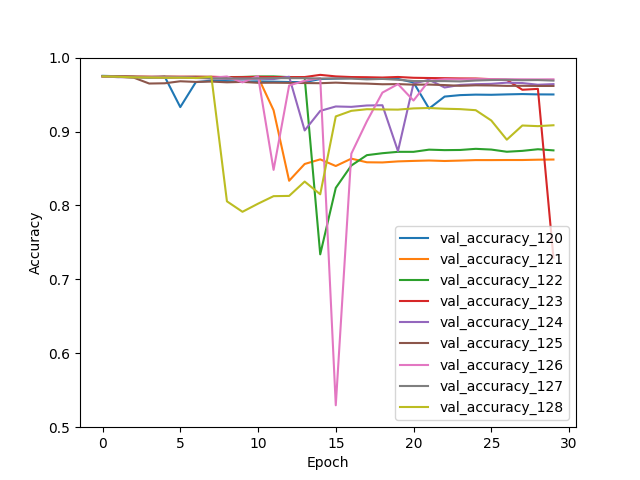 1.0
0.9
0.8
0.7
0.6
0.5
Accuracy
0
5
10
15
20
25
30
Epoch
val_accuracy_120
val_accuracy_121
val_accuracy_122
val_accuracy_123
val_accuracy_124
val_accuracy_125
val_accuracy_126
val_accuracy_127
val_accuracy_128